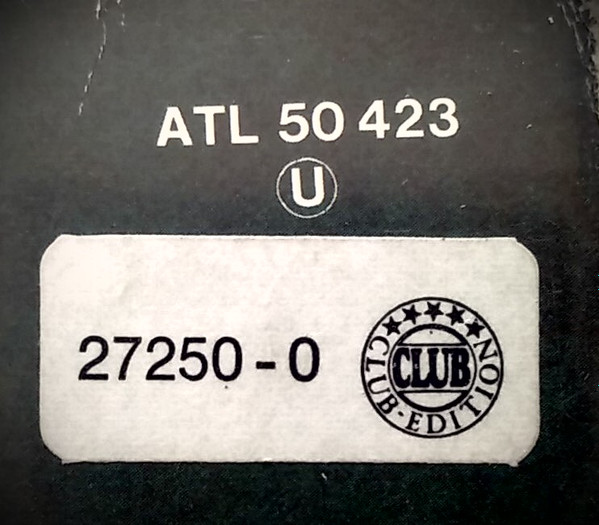 ATL 50 423
U
27250-0
CLUB
CLUB-EDITION